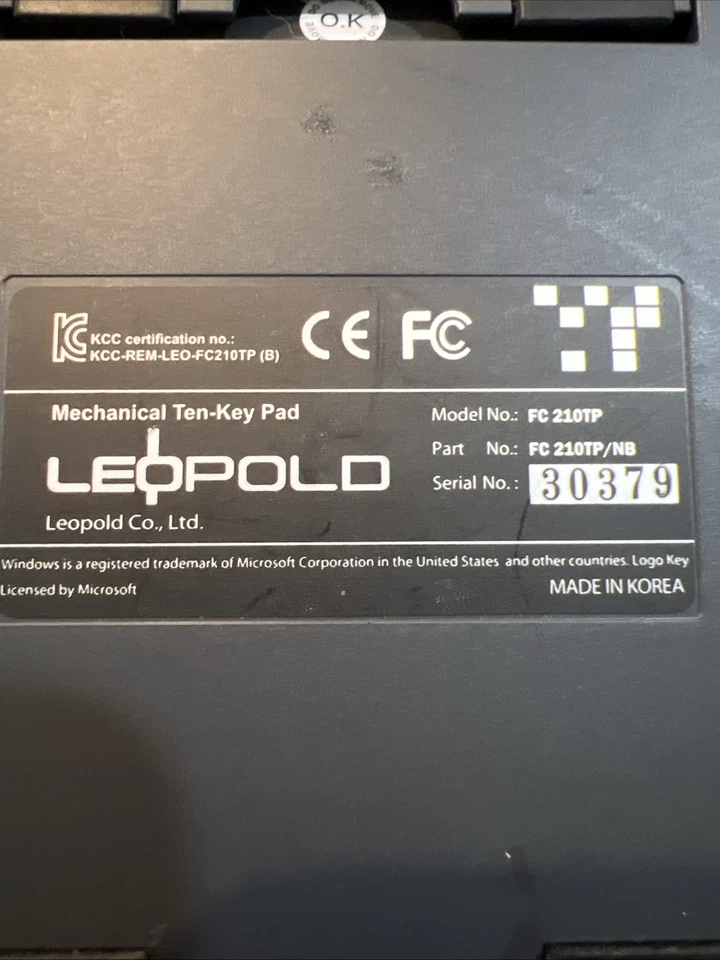 O.K
KCC certification no.:
KCC-REM-LEO-FC210TP (B)
CE FC
Mechanical Ten-Key Pad
LEOPOLD
Leopold Co., Ltd.
Model No.: FC 210TP
Part No.: FC 210TP/NB
Serial No. : 30379
Windows is a registered trademark of Microsoft Corporation in the United States and other countries. Logo Key
Licensed by Microsoft
MADE IN KOREA